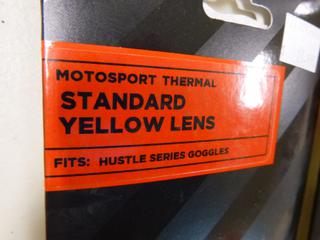 MOTOSPORT THERMAL
STANDARD
YELLOW LENS
FITS: HUSTLE SERIES GOGGLES